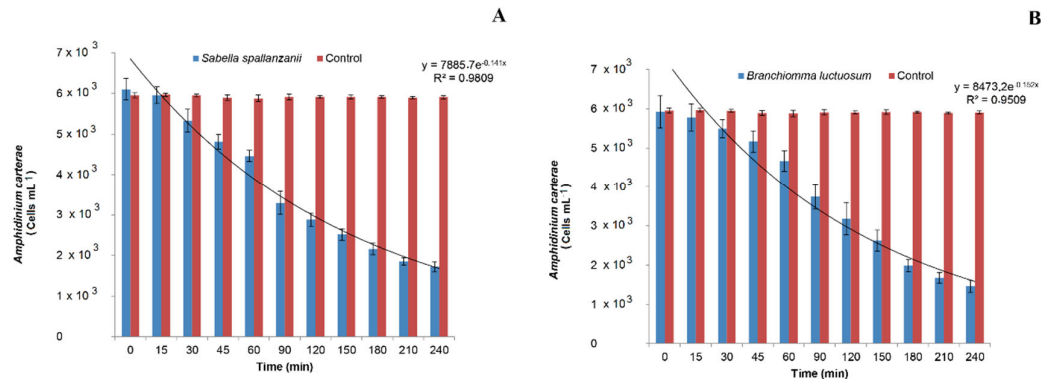 A
7 x 10 3
Sabella spallanzanii
Control
y = 7885.7e-0.141x
R² = 0.9809
6 x 10 3
5 x 10 3
4 x 10 3
3 x 10 3
2 x 10 3
1 x 10 3
0
Amphidinium carterae
( Cells mL-1)
0 15 30 45 60 90 120 150 180 210 240
Time (min)
B
7 x 10 3
Branchiomma luctuosum
Control
y = 8473,2e-0.152x
R² = 0.9509
6 x 10 3
5 x 10 3
4 x 10 3
3 x 10 3
2 x 10 3
1 x 10 3
0
Amphidinium carterae
( Cells mL-1)
0 15 30 45 60 90 120 150 180 210 240
Time (min)